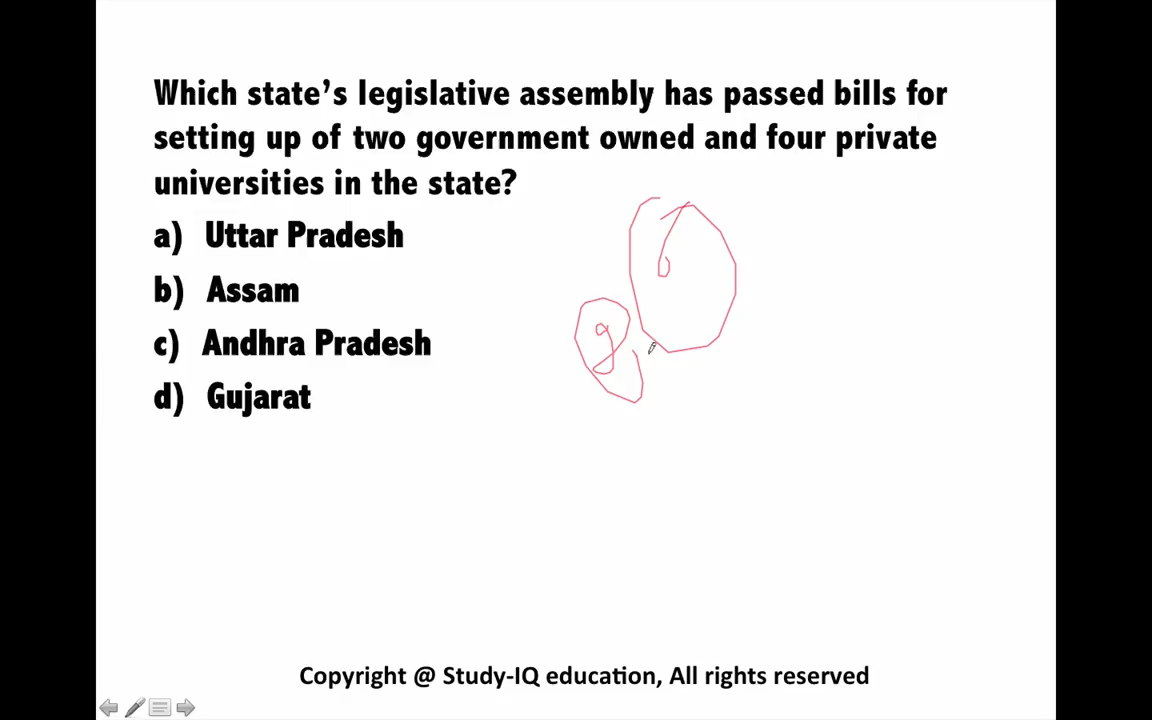 Which state’s legislative assembly has passed bills for
setting up of two government owned and four private
universities in the state?
a) Uttar Pradesh
b) Assam
c) Andhra Pradesh
d) Gujarat
Copyright @ Study-IQ education, All rights reserved